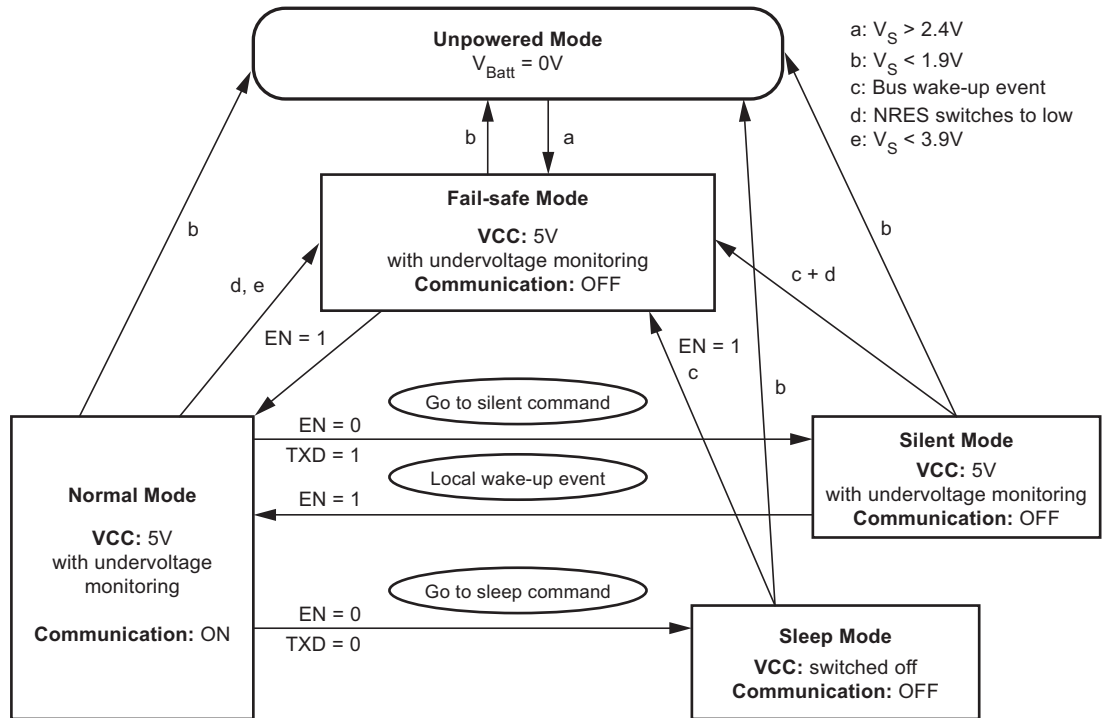 Unpowered Mode
V_Batt = 0V
a: V_S > 2.4V
b: V_S < 1.9V
c: Bus wake-up event
d: NRES switches to low
e: V_S < 3.9V
b
a
Fail-safe Mode
VCC: 5V
with undervoltage monitoring
Communication: OFF
b
d, e
EN = 1
b
c + d
EN = 1
c
b
Go to silent command
EN = 0
TXD = 1
Local wake-up event
EN = 1
Silent Mode
VCC: 5V
with undervoltage monitoring
Communication: OFF
Normal Mode
VCC: 5V
with undervoltage
monitoring
Communication: ON
Go to sleep command
EN = 0
TXD = 0
Sleep Mode
VCC: switched off
Communication: OFF